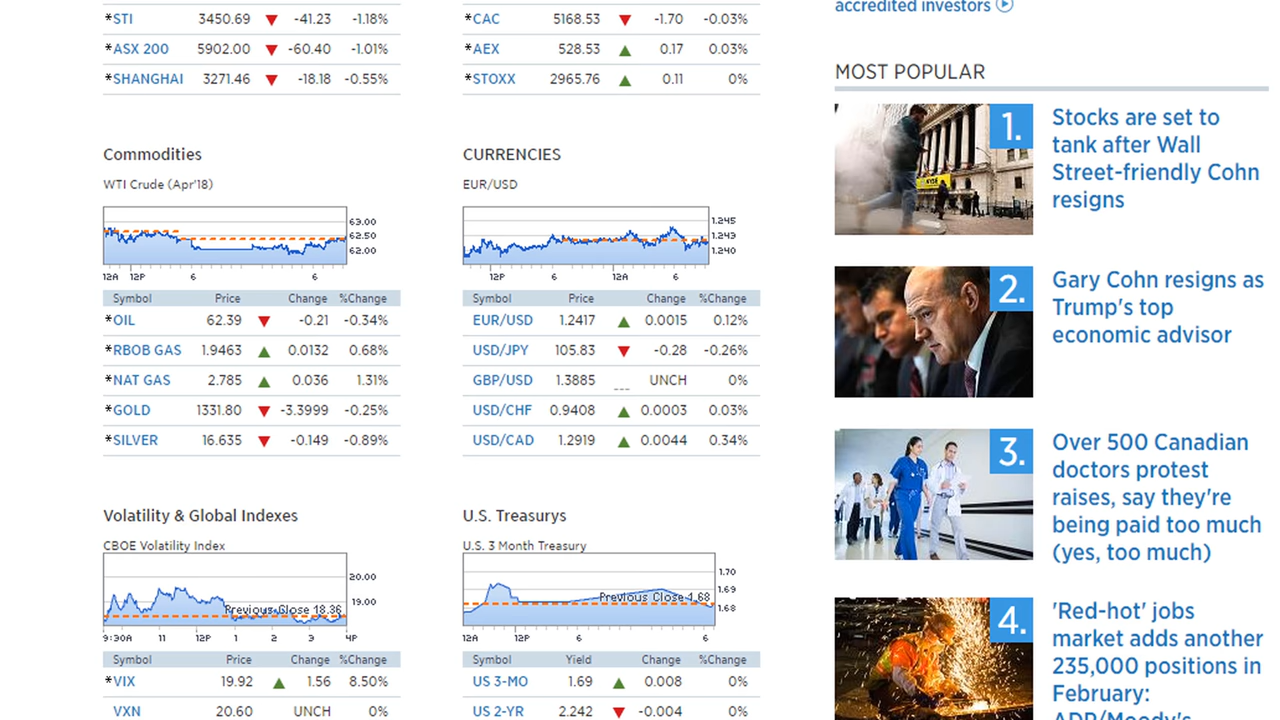 *STI 3450.69 -41.23 -1.18%
*ASX 200 5902.00 -60.40 -1.01%
*SHANGHAI 3271.46 -18.18 -0.55%
*CAC 5168.53 -1.70 -0.03%
*AEX 528.53 0.17 0.03%
*STOXX 2965.76 0.11 0%
Commodities
WTI Crude (Apr'18)
63.00
62.50
62.00
12A 12P 6 6
Symbol Price Change %Change
*OIL 62.39 -0.21 -0.34%
*RBOB GAS 1.9463 0.0132 0.68%
*NAT GAS 2.785 0.036 1.31%
*GOLD 1331.80 -3.3999 -0.25%
*SILVER 16.635 -0.149 -0.89%
CURRENCIES
EUR/USD
1.245
1.243
1.240
12P 6 12A 6
Symbol Price Change %Change
EUR/USD 1.2417 0.0015 0.12%
USD/JPY 105.83 -0.28 -0.26%
GBP/USD 1.3885 --- UNCH 0%
USD/CHF 0.9408 0.0003 0.03%
USD/CAD 1.2919 0.0044 0.34%
Volatility & Global Indexes
CBOE Volatility Index
20.00
19.00
Previous Close 18.36
9:30A 11 12P 1 2 3 4P
Symbol Price Change %Change
*VIX 19.92 1.56 8.50%
VXN 20.60 UNCH 0%
U.S. Treasurys
U.S. 3 Month Treasury
1.70
1.69
1.68
Previous Close 1.68
12A 12P 6 6
Symbol Yield Change %Change
US 3-MO 1.69 0.008 0%
US 2-YR 2.242 -0.004 0%
accredited investors
MOST POPULAR
1.
Stocks are set to
tank after Wall
Street-friendly Cohn
resigns
2.
Gary Cohn resigns as
Trump's top
economic advisor
3.
Over 500 Canadian
doctors protest
raises, say they're
being paid too much
(yes, too much)
4.
'Red-hot' jobs
market adds another
235,000 positions in
February:
ADP/Moody's